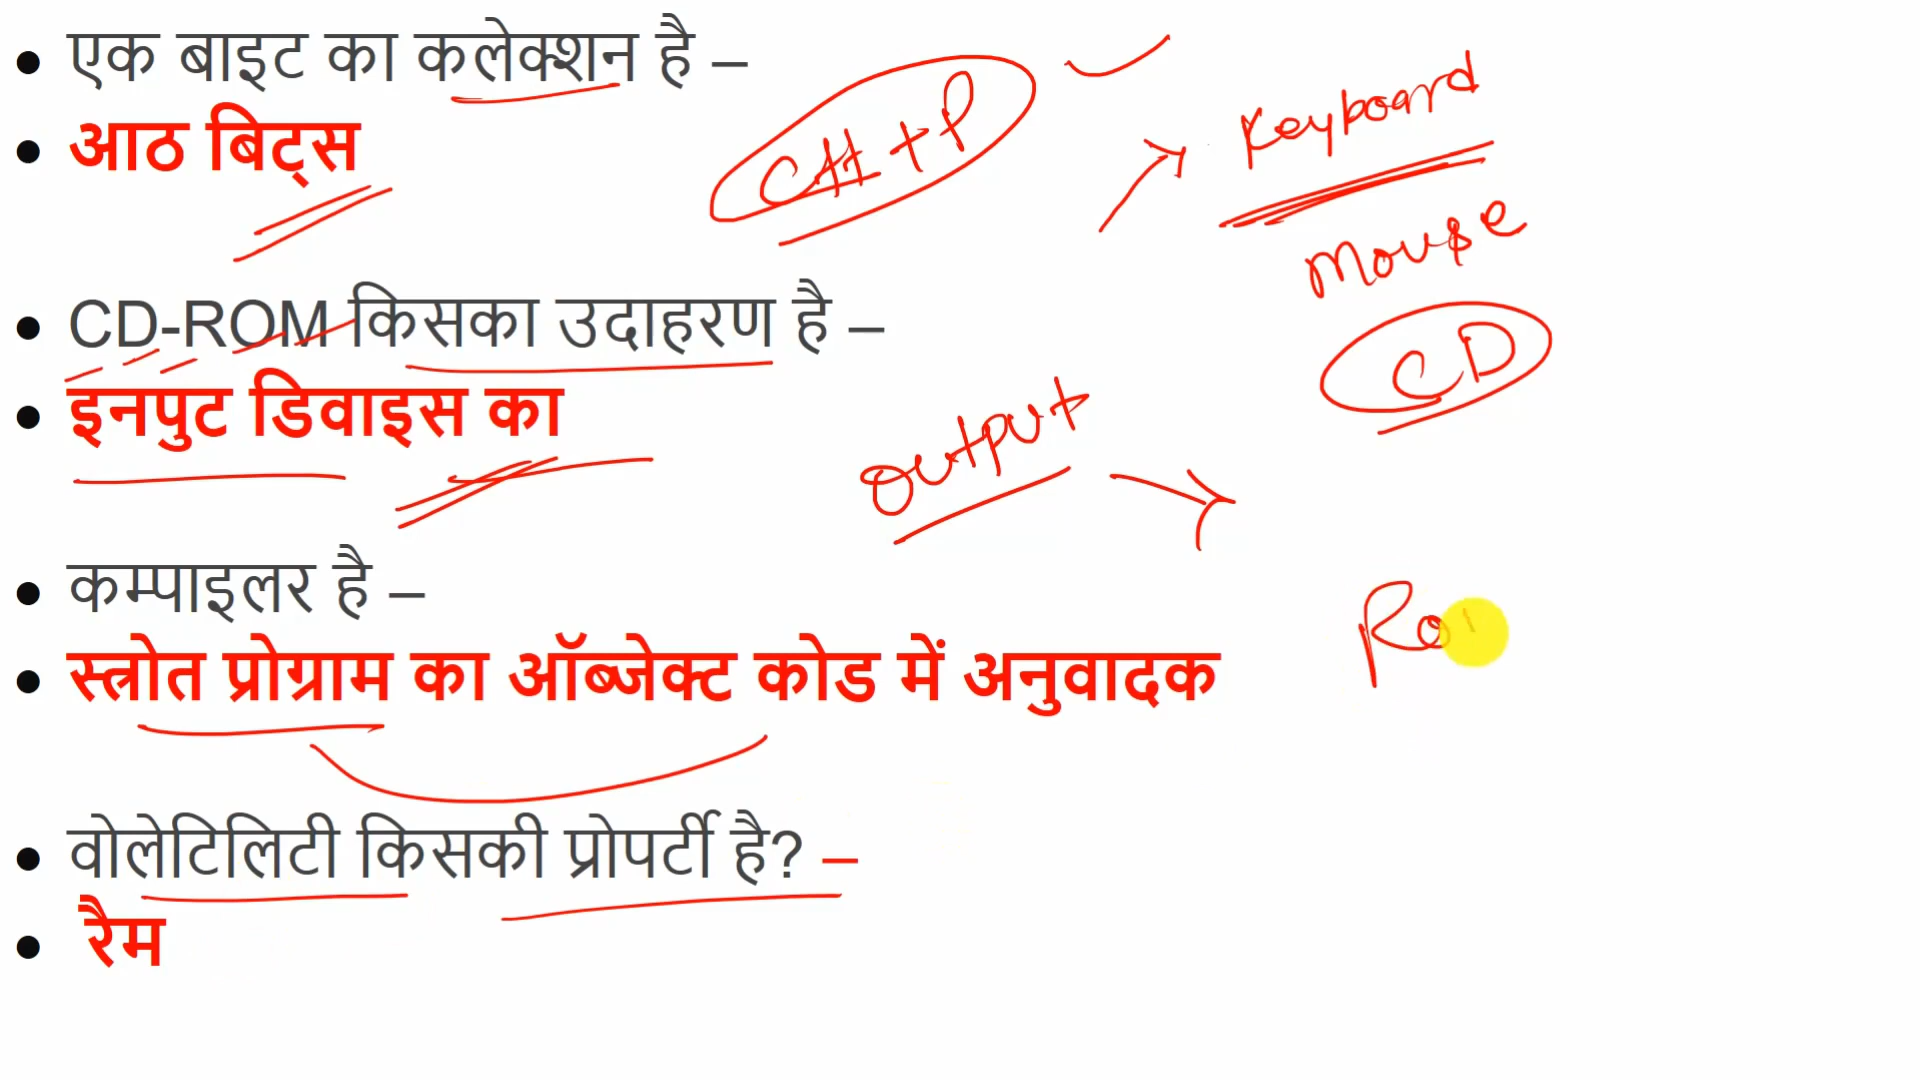 एक बाइट का कलेक्शन है –
आठ बिट्स
CD-ROM किसका उदाहरण है –
इनपुट डिवाइस का
कम्पाइलर है –
स्त्रोत प्रोग्राम का ऑब्जेक्ट कोड में अनुवादक
वोलेटिलिटी किसकी प्रोपर्टी है? –
रैम
Keyboard
Mouse
CD
output